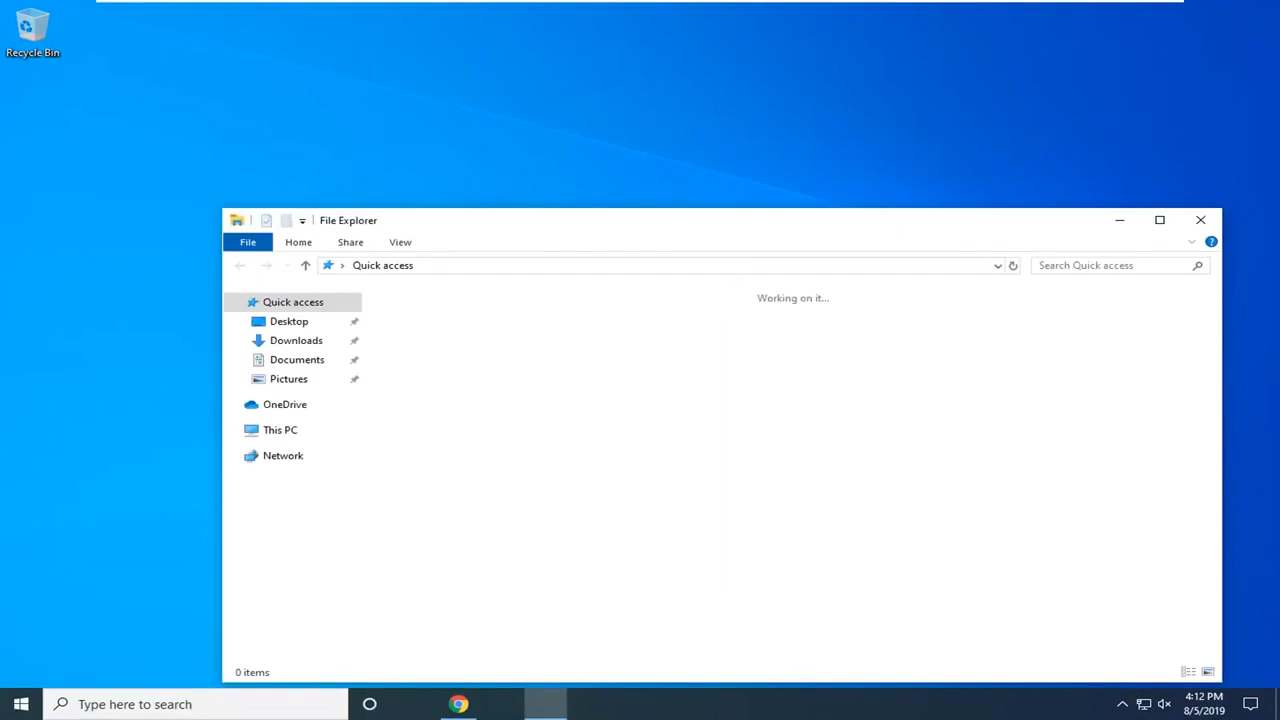 Recycle Bin
File Explorer
File Home Share View
Quick access
Search Quick access
Quick access
Working on it...
Desktop
Downloads
Documents
Pictures
OneDrive
This PC
Network
0 items
Type here to search
4:12 PM
8/5/2019